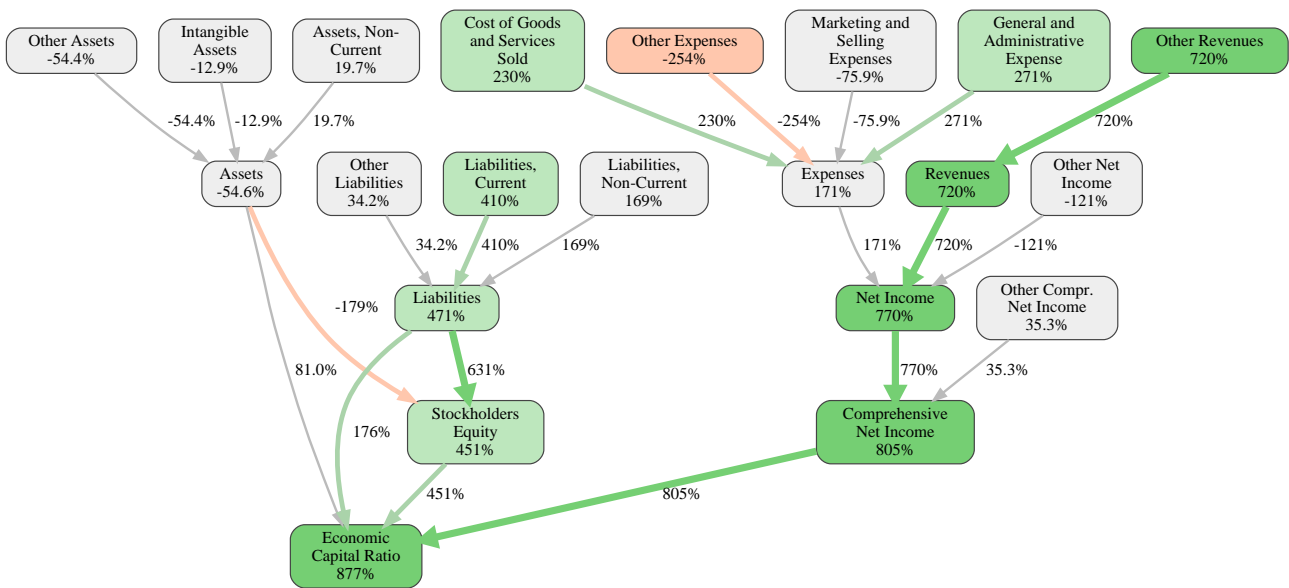 Other Assets
-54.4%
Intangible
Assets
-12.9%
Assets, Non-
Current
19.7%
Cost of Goods
and Services
Sold
230%
Other Expenses
-254%
Marketing and
Selling
Expenses
-75.9%
General and
Administrative
Expense
271%
Other Revenues
720%
-54.4%
-12.9%
19.7%
230%
-254%
-75.9%
271%
720%
Assets
-54.6%
Other
Liabilities
34.2%
Liabilities,
Current
410%
Liabilities,
Non-Current
169%
Expenses
171%
Revenues
720%
Other Net
Income
-121%
34.2%
410%
169%
171%
720%
-121%
Liabilities
471%
Net Income
770%
Other Compr.
Net Income
35.3%
-179%
81.0%
631%
770%
35.3%
Stockholders
Equity
451%
Comprehensive
Net Income
805%
176%
451%
805%
Economic
Capital Ratio
877%